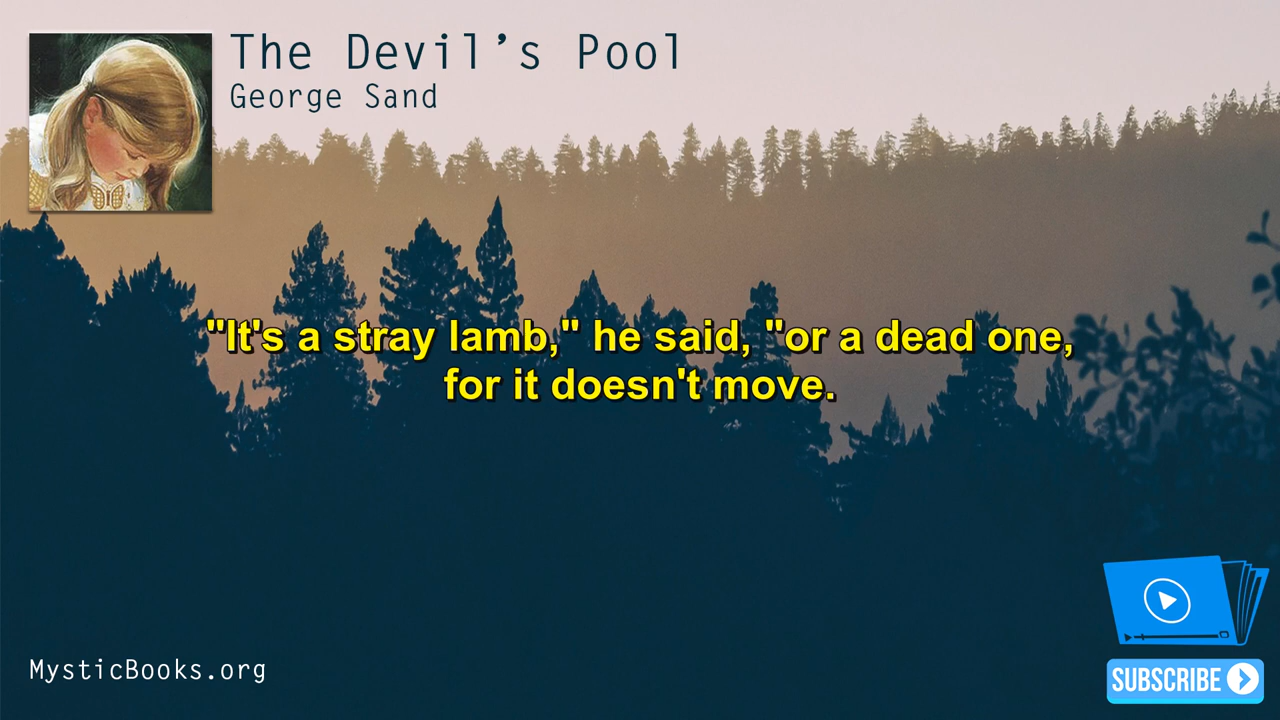 The Devil’s Pool
George Sand
"It's a stray lamb," he said, "or a dead one,
for it doesn't move.
MysticBooks.org
SUBSCRIBE